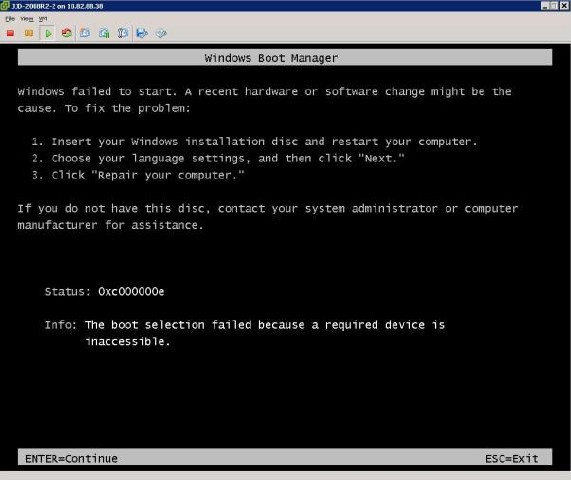 JJD-2008R2-2 on 10.82.88.38
File View VM
Windows Boot Manager
Windows failed to start. A recent hardware or software change might be the
cause. To fix the problem:
1. Insert your Windows installation disc and restart your computer.
2. Choose your language settings, and then click "Next."
3. Click "Repair your computer."
If you do not have this disc, contact your system administrator or computer
manufacturer for assistance.
Status: 0xc000000e
Info: The boot selection failed because a required device is
inaccessible.
ENTER=Continue ESC=Exit